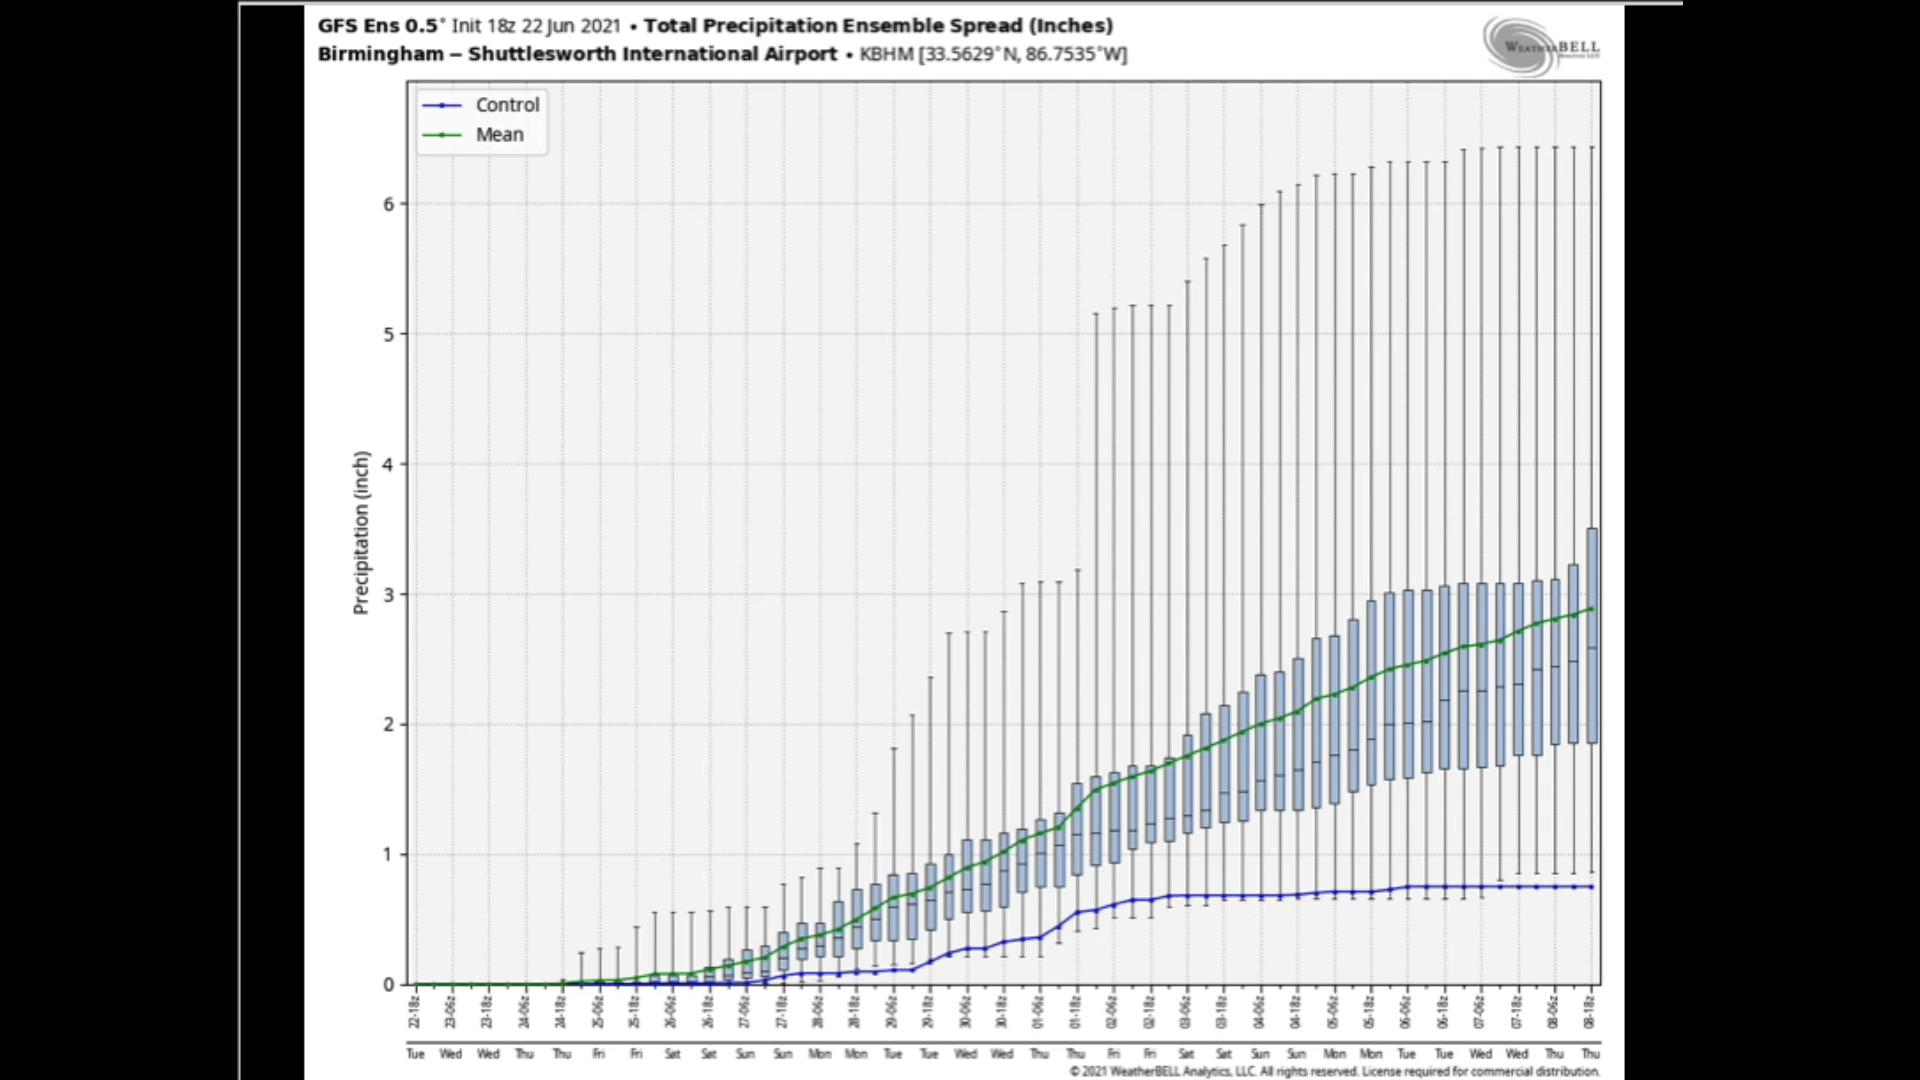 GFS Ens 0.5° Init 18z 22 Jun 2021 • Total Precipitation Ensemble Spread (Inches)
Birmingham – Shuttlesworth International Airport • KBHM [33.5629°N, 86.7535°W]
WEATHERBELL
Control
Mean
6
5
4
3
2
1
0
Precipitation (inch)
22-18z 23-06z 23-18z 24-06z 24-18z 25-06z 25-18z 26-06z 26-18z 27-06z 27-18z 28-06z 28-18z 29-06z 29-18z 30-06z 30-18z 01-06z 01-18z 02-06z 02-18z 03-06z 03-18z 04-06z 04-18z 05-06z 05-18z 06-06z 06-18z 07-06z 07-18z 08-06z 08-18z
Tue Wed Wed Thu Thu Fri Fri Sat Sat Sun Sun Mon Mon Tue Tue Wed Wed Thu Thu Fri Fri Sat Sat Sun Sun Mon Mon Tue Tue Wed Wed Thu Thu
© 2021 WeatherBELL Analytics, LLC. All rights reserved. License required for commercial distribution.